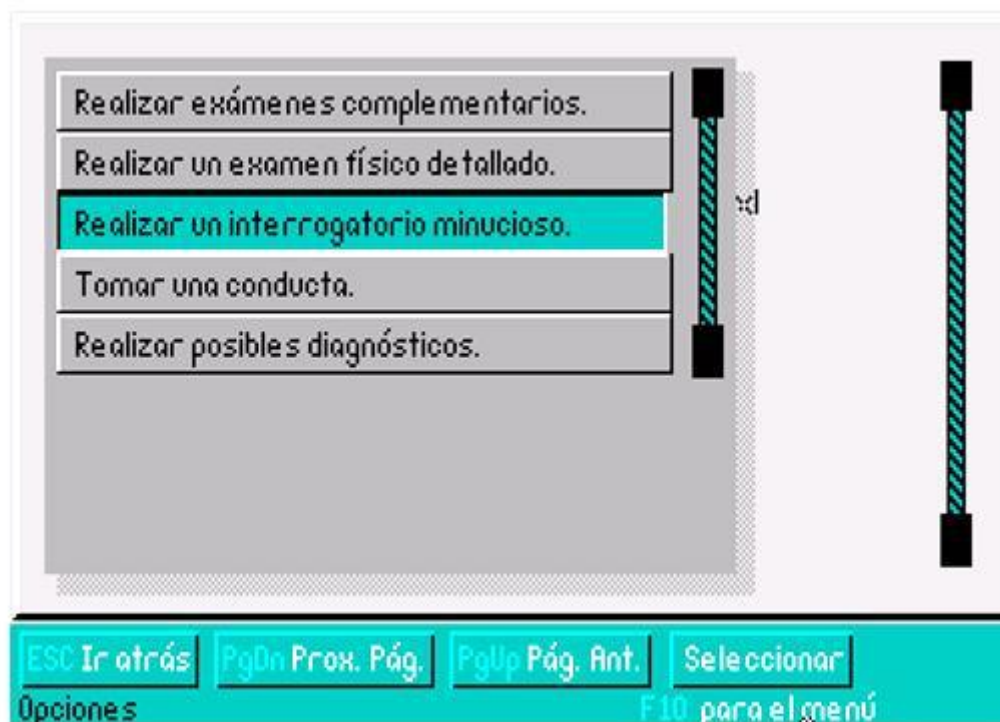 Realizar exámenes complementarios.
Realizar un examen físico detallado.
Realizar un interrogatorio minucioso.
Tomar una conducta.
Realizar posibles diagnósticos.
ESC Ir atrás PgDn Prox. Pág. PgUp Pág. Ant. Seleccionar
Opciones F10 para el menú